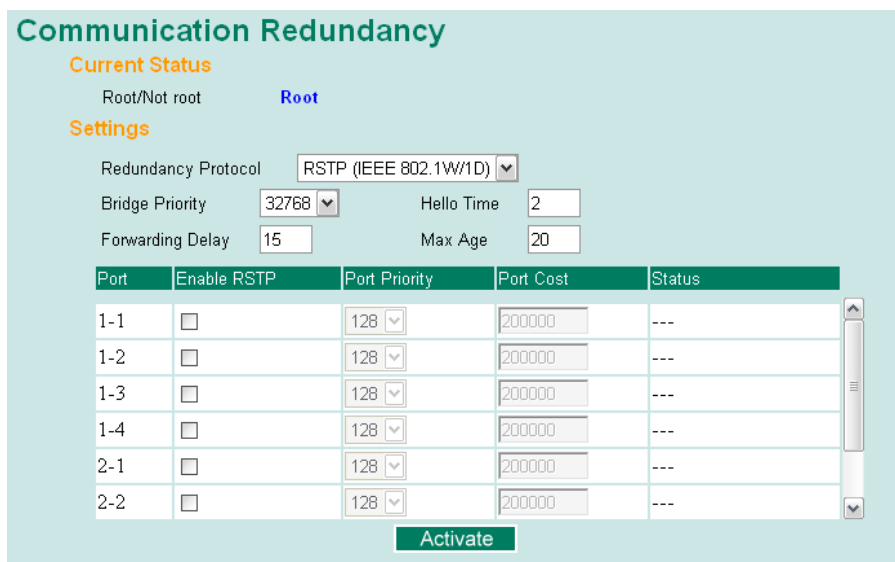 Communication Redundancy
Current Status
Root/Not root Root
Settings
Redundancy Protocol RSTP (IEEE 802.1W/1D)
Bridge Priority 32768 Hello Time 2
Forwarding Delay 15 Max Age 20
Port Enable RSTP Port Priority Port Cost Status
1-1 128 200000 ---
1-2 128 200000 ---
1-3 128 200000 ---
1-4 128 200000 ---
2-1 128 200000 ---
2-2 128 200000 ---
Activate